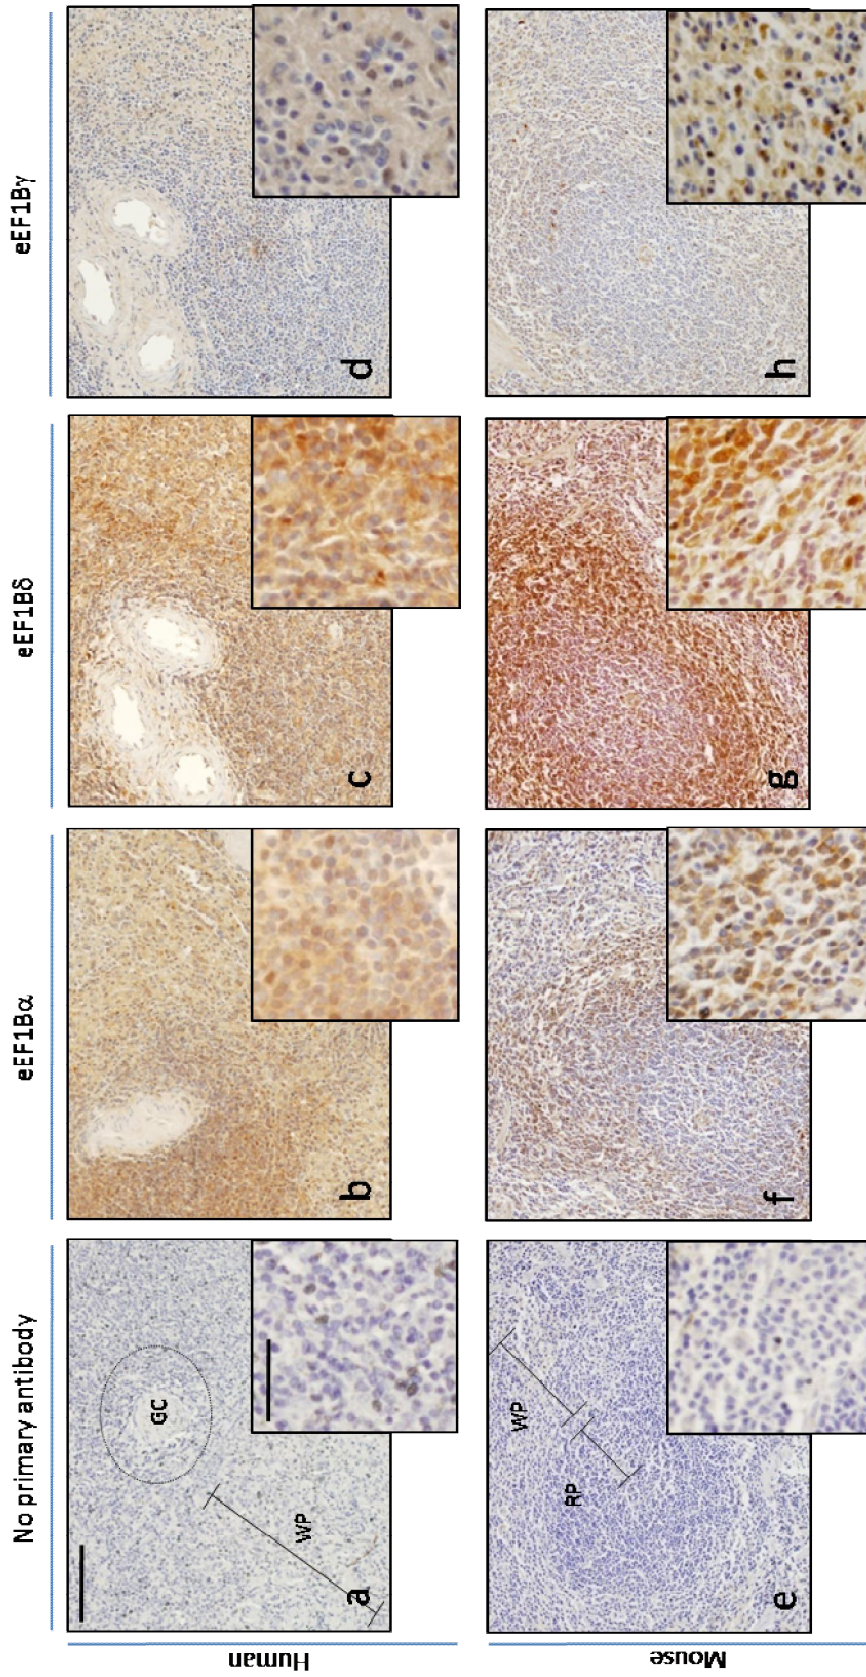 No primary antibody
eEF1Bα
eEF1Bδ
eEF1Bγ
Human
a
GC
WP
b
c
d
Mouse
e
RP
WP
f
g
h